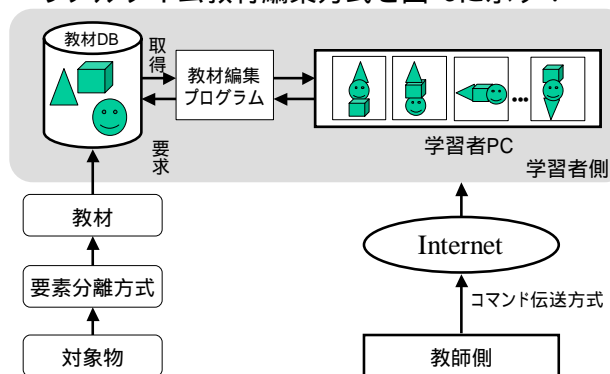 教材DB
取得
教材編集
プログラム
要求
学習者PC
学習者側
教材
要素分離方式
対象物
Internet
コマンド伝送方式
教師側